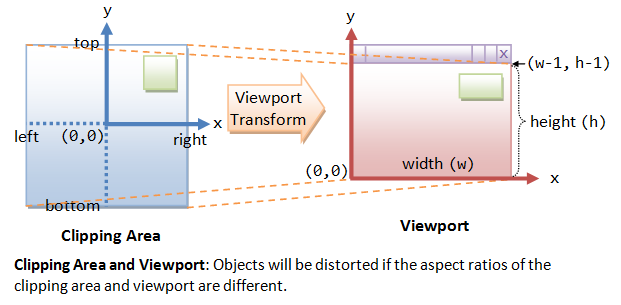 y
top
left
(0,0)
right
x
bottom
Clipping Area
Viewport
Transform
y
x
(w-1, h-1)
height (h)
width (w)
(0,0)
x
Viewport
Clipping Area and Viewport: Objects will be distorted if the aspect ratios of the
clipping area and viewport are different.